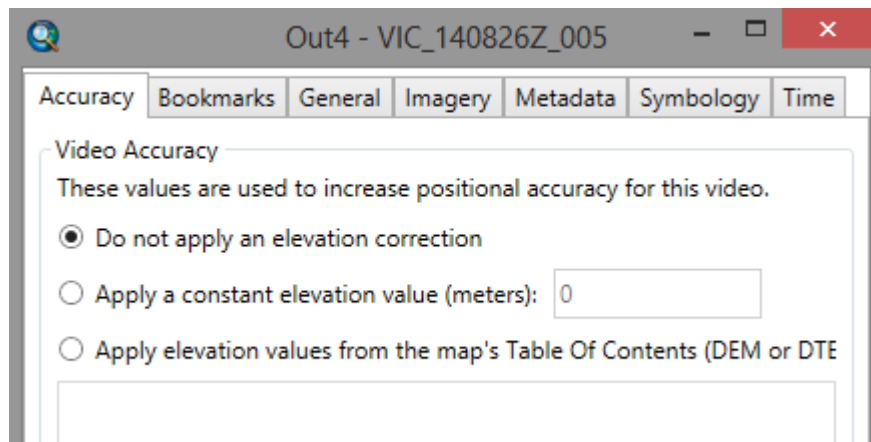 Out4 - VIC_140826Z_005
Accuracy Bookmarks General Imagery Metadata Symbology Time
Video Accuracy
These values are used to increase positional accuracy for this video.
Do not apply an elevation correction
Apply a constant elevation value (meters): 0
Apply elevation values from the map's Table Of Contents (DEM or DTE